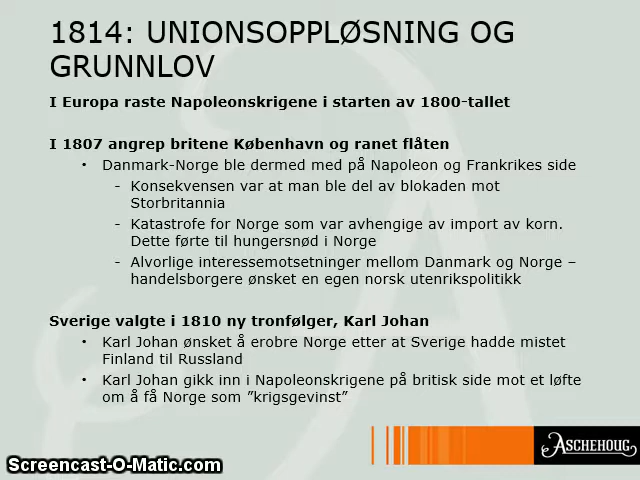 1814: UNIONSOPPLØSNING OG
GRUNNLOV
I Europa raste Napoleonskrigene i starten av 1800-tallet
I 1807 angrep britene København og ranet flåten
• Danmark-Norge ble dermed med på Napoleon og Frankrikes side
- Konsekvensen var at man ble del av blokaden mot
Storbritannia
- Katastrofe for Norge som var avhengige av import av korn.
Dette førte til hungersnød i Norge
- Alvorlige interessemotsetninger mellom Danmark og Norge –
handelsborgere ønsket en egen norsk utenrikspolitikk
Sverige valgte i 1810 ny tronfølger, Karl Johan
• Karl Johan ønsket å erobre Norge etter at Sverige hadde mistet
Finland til Russland
• Karl Johan gikk inn i Napoleonskrigene på britisk side mot et løfte
om å få Norge som ”krigsgevinst”
ASCHEHOUG
Screencast-O-Matic.com